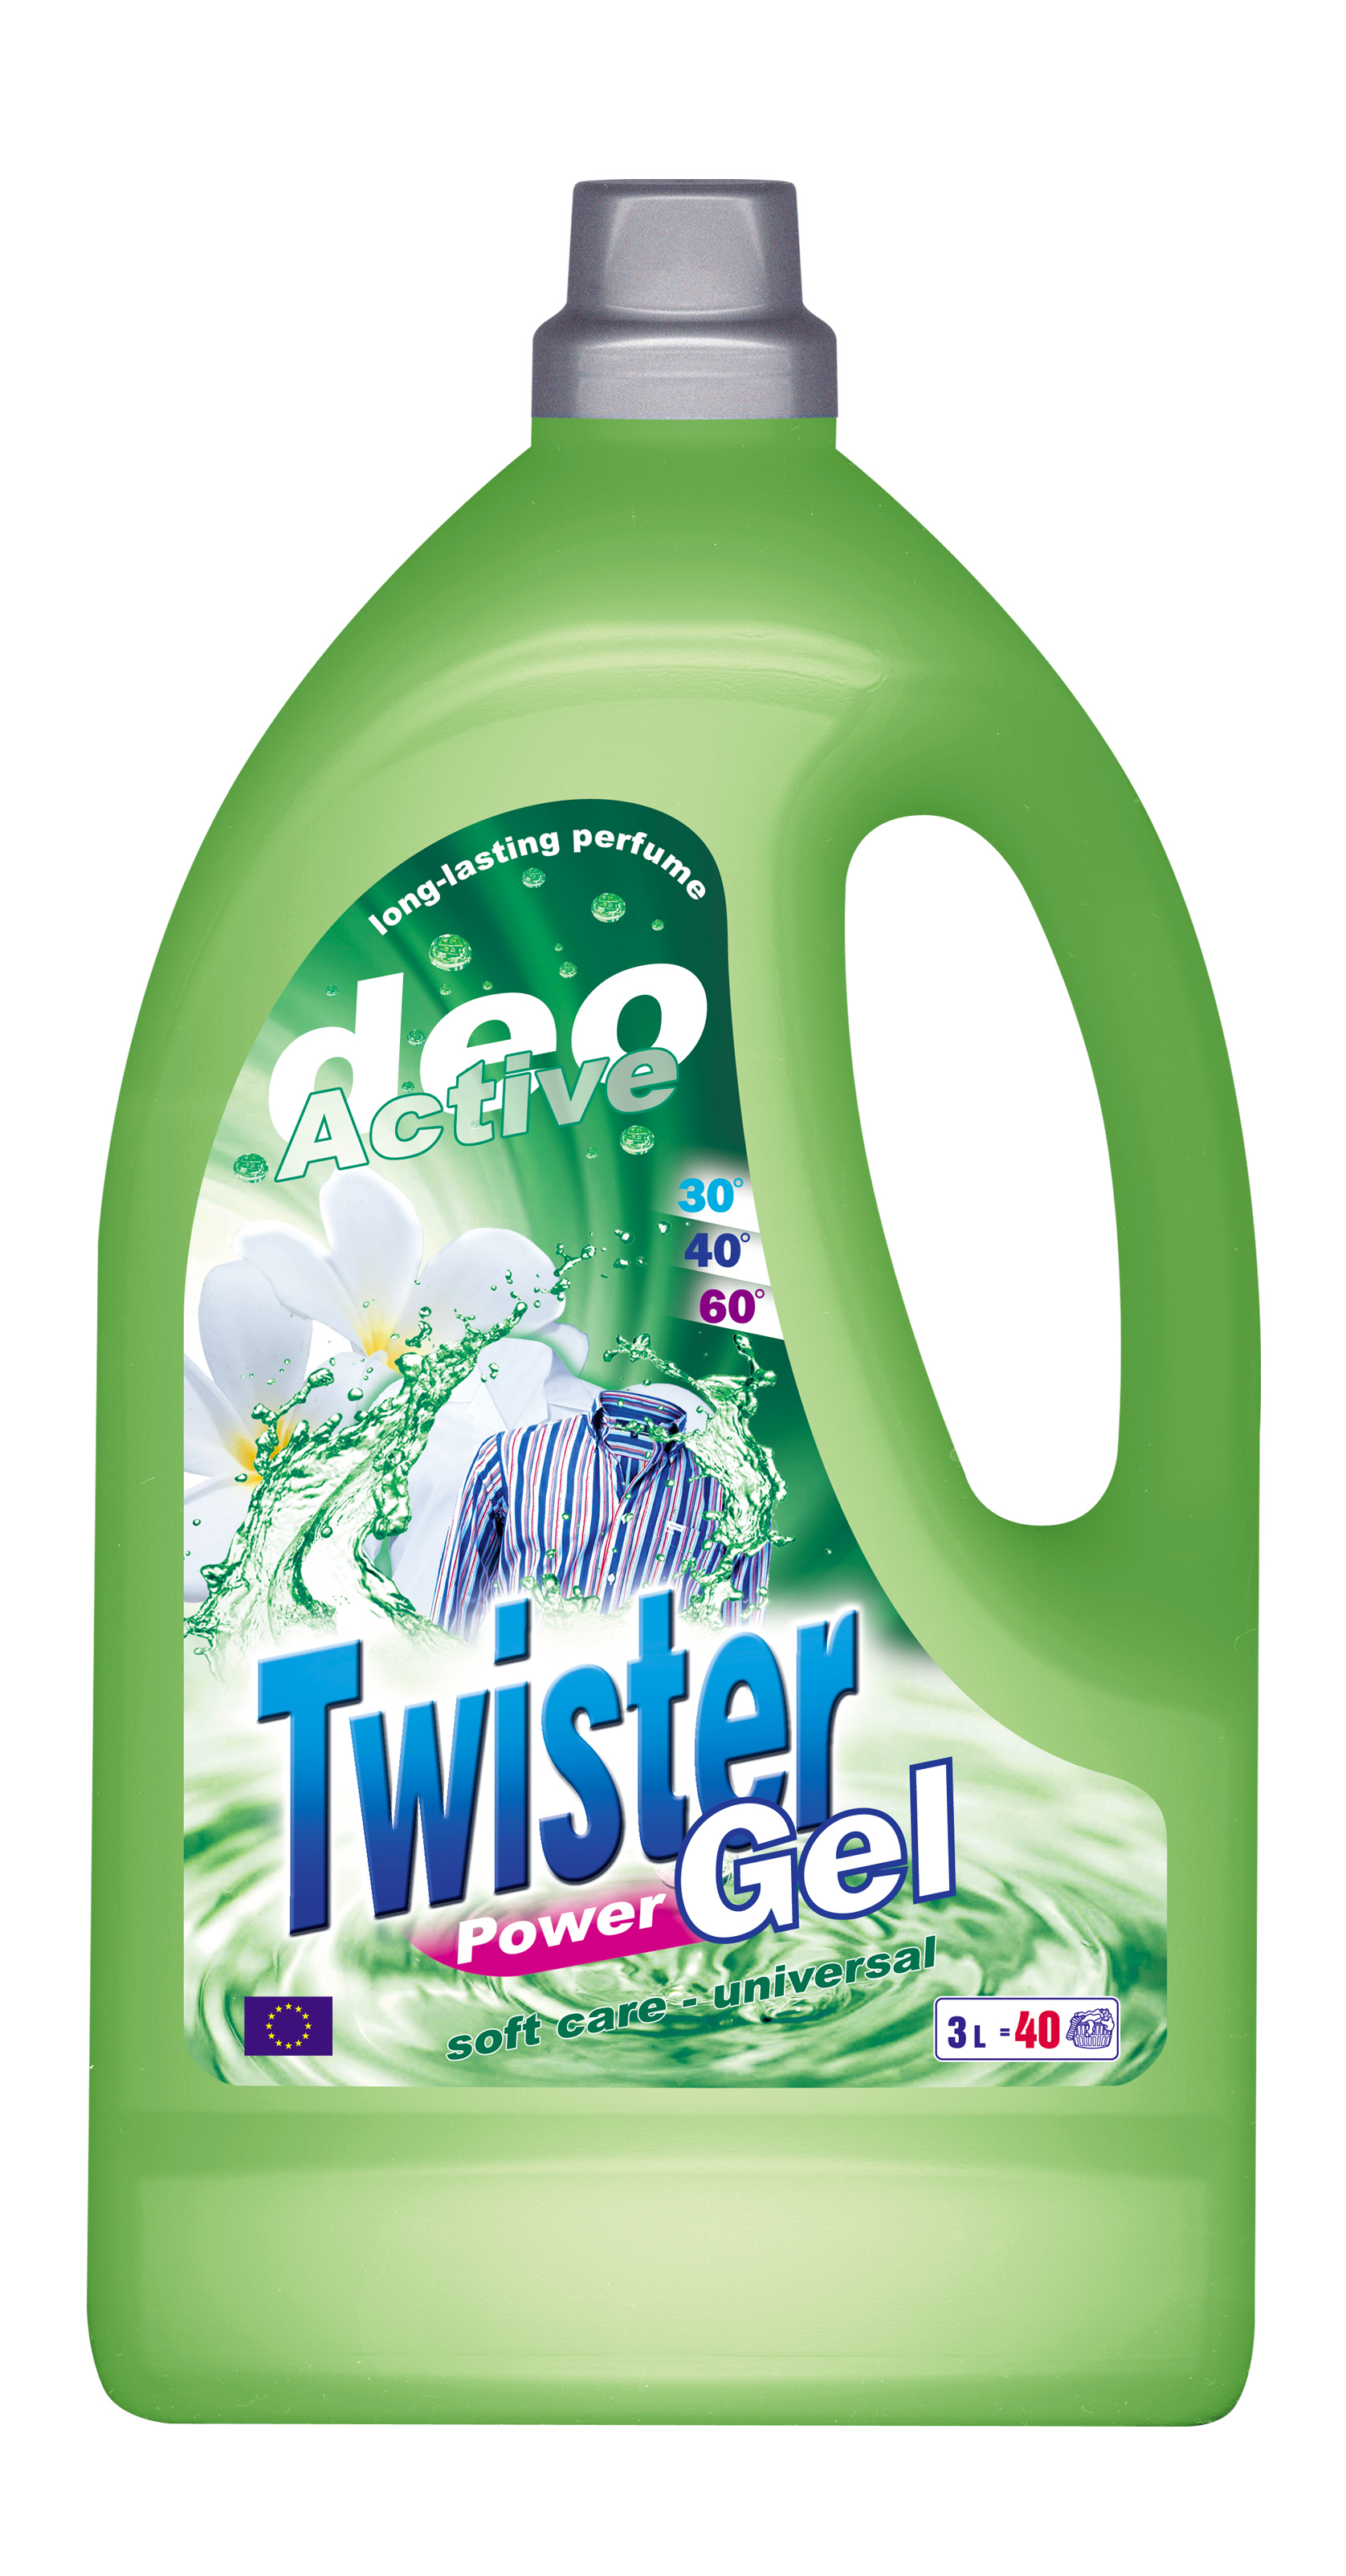 long-lasting perfume
deo
Active
30°
40°
60°
Twister
Power Gel
soft care - universal
3 L = 40